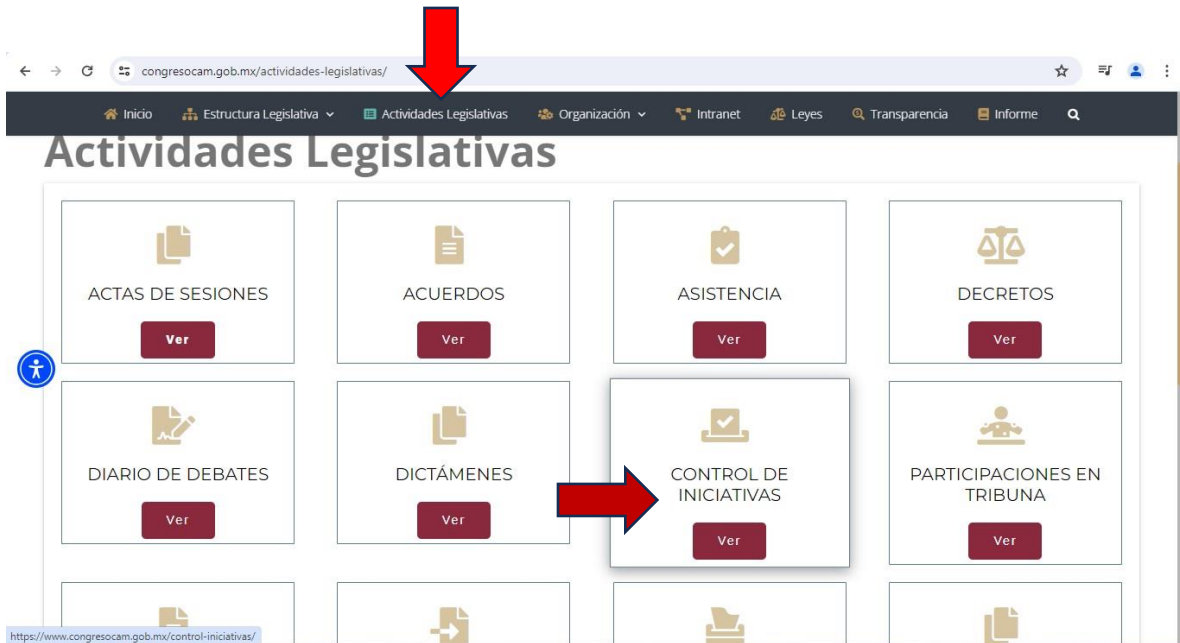 congresocam.gob.mx/actividades-legislativas/
Inicio Estructura Legislativa Actividades Legislativas Organización Intranet Leyes Transparencia Informe
Actividades Legislativas
ACTAS DE SESIONES
Ver
ACUERDOS
Ver
ASISTENCIA
Ver
DECRETOS
Ver
DIARIO DE DEBATES
Ver
DICTÁMENES
Ver
CONTROL DE
INICIATIVAS
Ver
PARTICIPACIONES EN
TRIBUNA
Ver
https://www.congresocam.gob.mx/control-iniciativas/